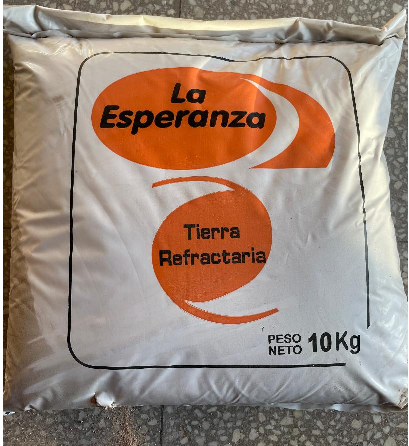 La
Esperanza
Tierra
Refractaria
PESO
NETO 10Kg